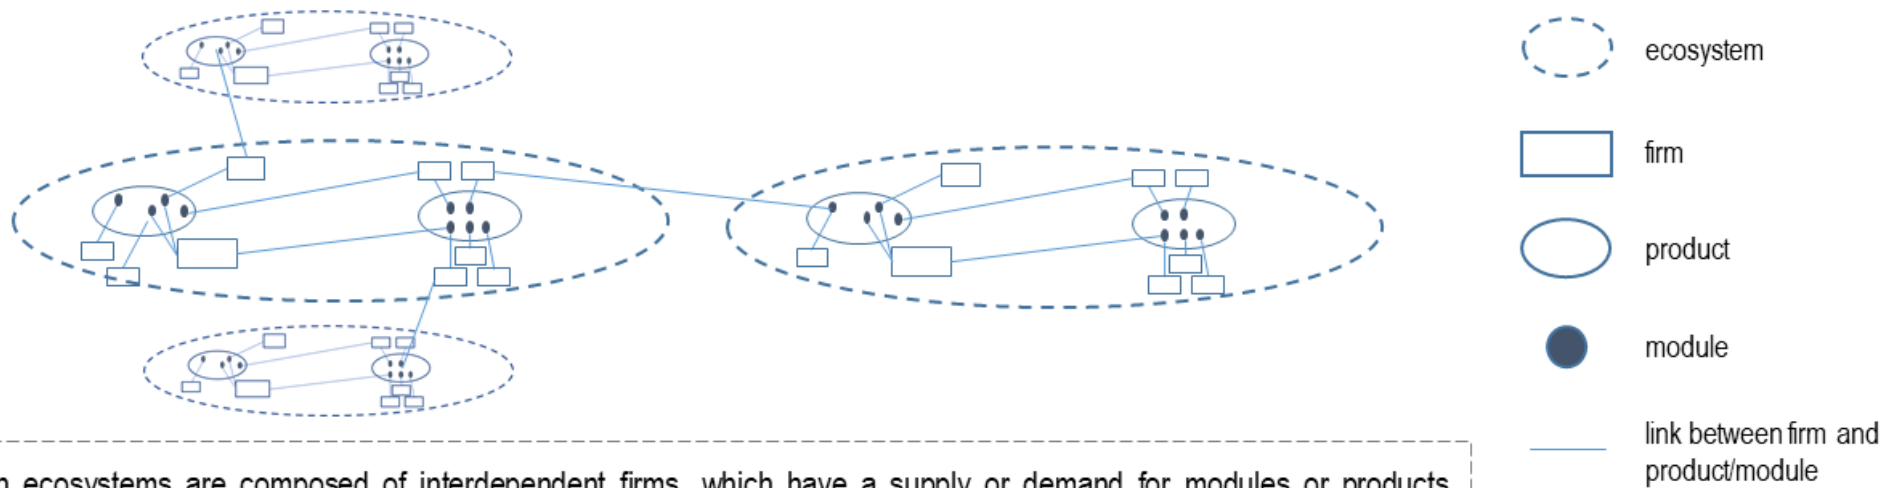 ecosystem
firm
product
module
link between firm and
product/module
ecosystems are composed of interdependent firms, which have a supply or demand for modules or products